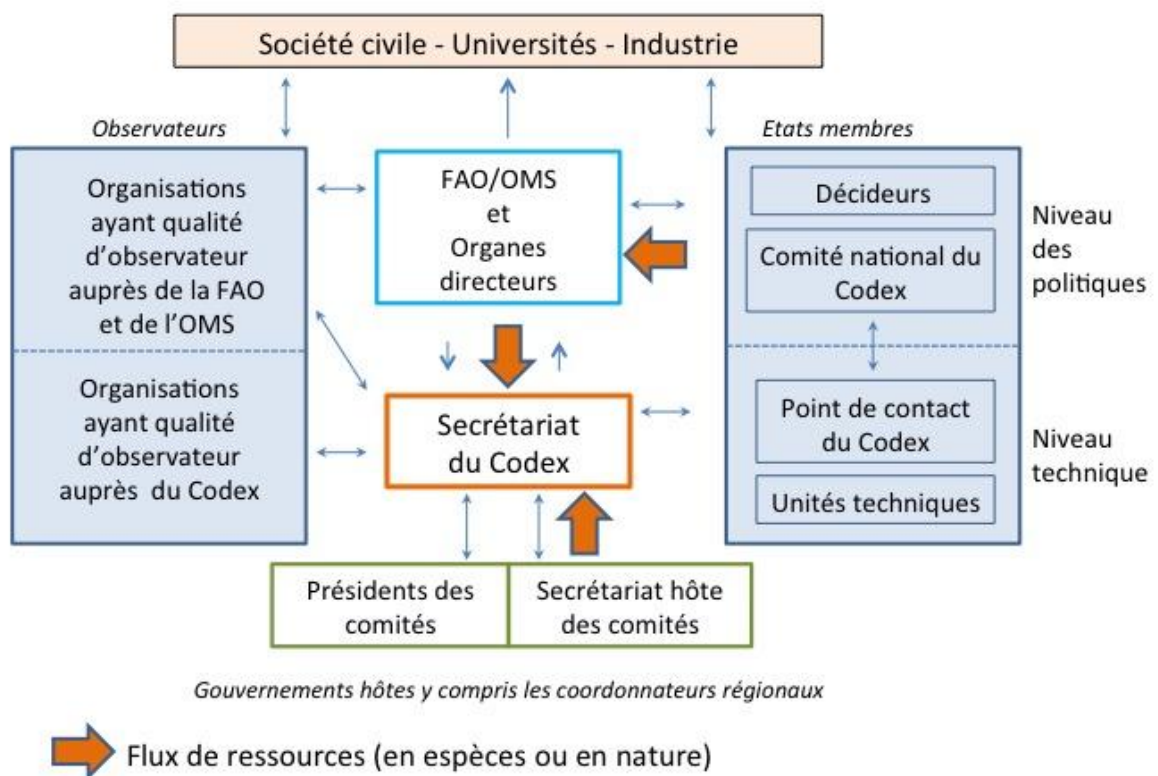 Société civile - Universités - Industrie
Observateurs
Etats membres
Organisations
ayant qualité
d’observateur
auprès de la FAO
et de l’OMS
Organisations
ayant qualité
d’observateur
auprès du Codex
FAO/OMS
et
Organes
directeurs
Secrétariat
du Codex
Décideurs
Comité national du
Codex
Point de contact
du Codex
Unités techniques
Niveau
des
politiques
Niveau
technique
Présidents des
comités
Secrétariat hôte
des comités
Gouvernements hôtes y compris les coordonnateurs régionaux
Flux de ressources (en espèces ou en nature)